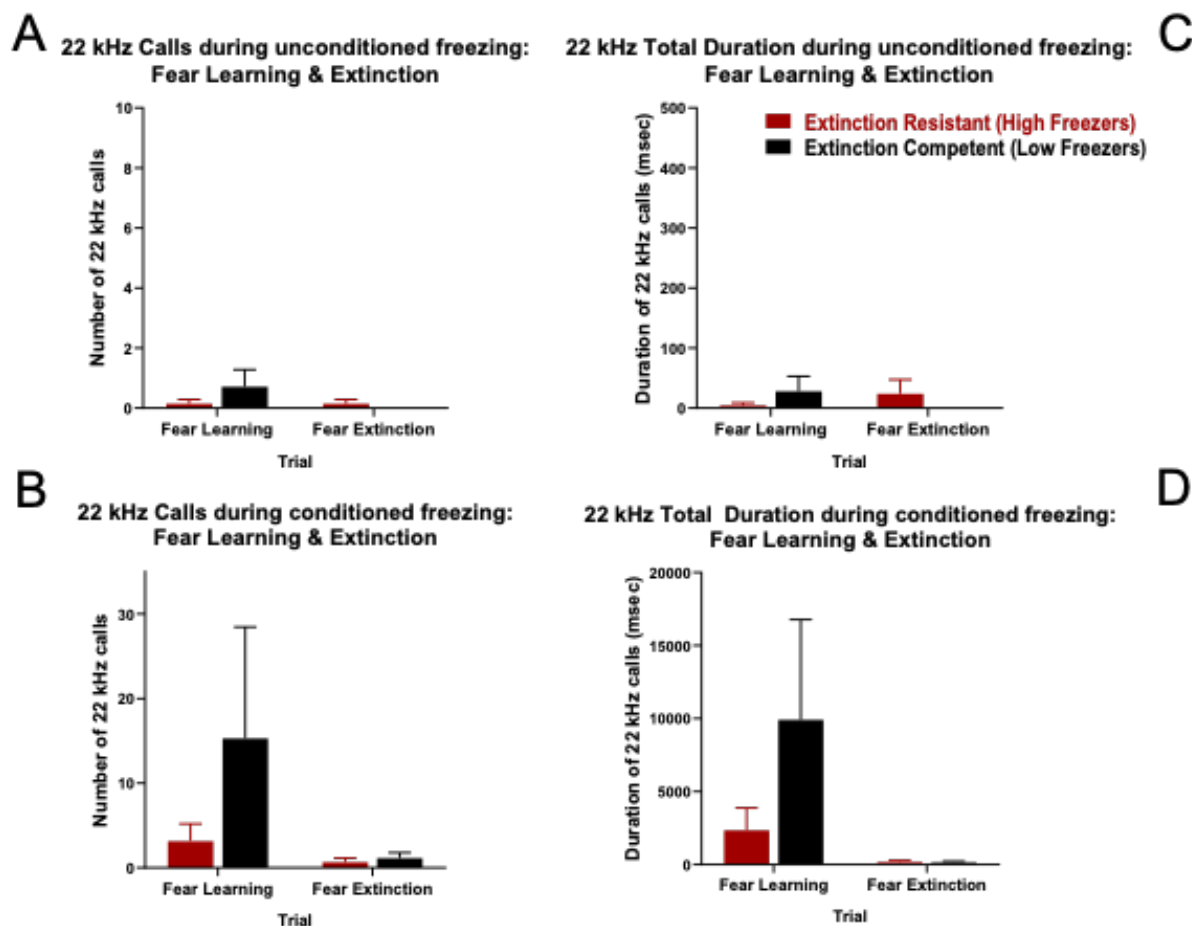 A
22 kHz Calls during unconditioned freezing:
Fear Learning & Extinction
Number of 22 kHz calls
10
8
6
4
2
0
Fear Learning
Fear Extinction
Trial
C
22 kHz Total Duration during unconditioned freezing:
Fear Learning & Extinction
Duration of 22 kHz calls (msec)
500
400
300
200
100
0
Extinction Resistant (High Freezers)
Extinction Competent (Low Freezers)
Fear Learning
Fear Extinction
Trial
B
22 kHz Calls during conditioned freezing:
Fear Learning & Extinction
Number of 22 kHz calls
30
20
10
0
Fear Learning
Fear Extinction
Trial
D
22 kHz Total Duration during conditioned freezing:
Fear Learning & Extinction
Duration of 22 kHz calls (msec)
20000
15000
10000
5000
0
Fear Learning
Fear Extinction
Trial